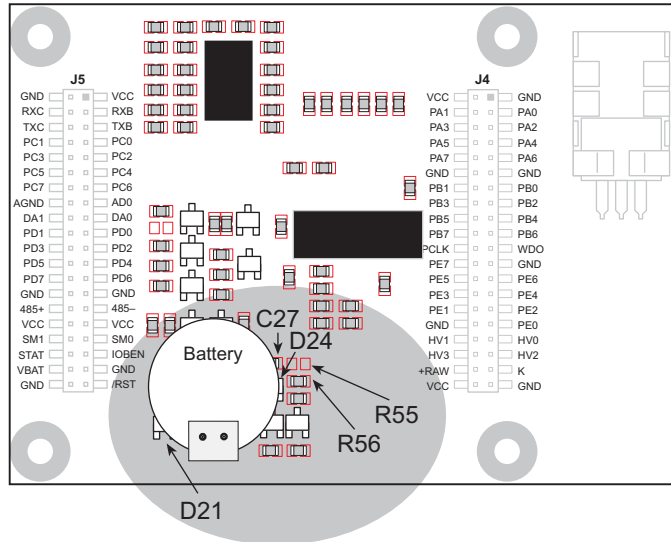 J5
GND VCC
RXC RXB
TXC TXB
PC1 PC0
PC3 PC2
PC5 PC4
PC7 PC6
AGND AD0
DA1 DA0
PD1 PD0
PD3 PD2
PD5 PD4
PD7 PD6
GND GND
485+ 485–
VCC VCC
SM1 SM0
STAT IOBEN
VBAT GND
GND /RST
J4
VCC GND
PA1 PA0
PA3 PA2
PA5 PA4
PA7 PA6
GND GND
PB1 PB0
PB3 PB2
PB5 PB4
PB7 PB6
PCLK WDO
PE7 GND
PE5 PE6
PE3 PE4
PE1 PE2
GND PE0
HV1 HV0
HV3 HV2
+RAW K
VCC GND
Battery
C27
D24
R55
R56
D21